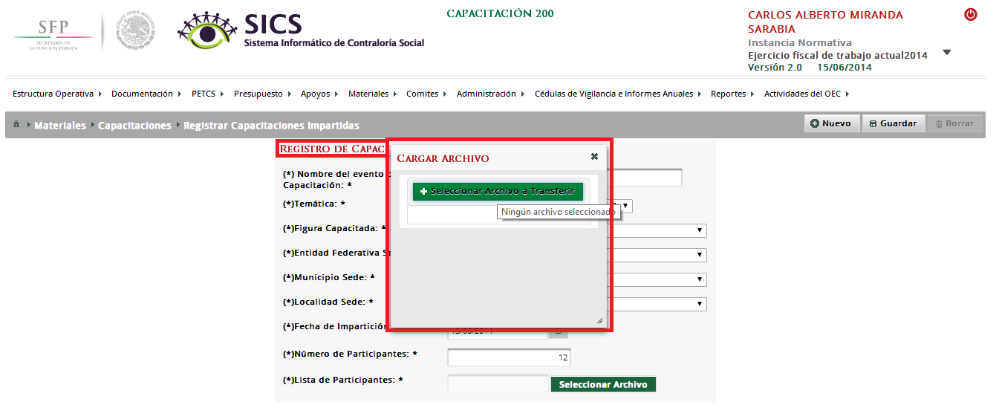 SFP
SECRETARÍA DE
LA FUNCIÓN PÚBLICA
ESTADOS UNIDOS MEXICANOS
SICS
Sistema Informático de Contraloría Social
CAPACITACIÓN 200
CARLOS ALBERTO MIRANDA
SARABIA
Instancia Normativa
Ejercicio fiscal de trabajo actual2014
Versión 2.0 15/06/2014
Estructura Operativa Documentación PETCS Presupuesto Apoyos Materiales Comites Administración Cédulas de Vigilancia e Informes Anuales Reportes Actividades del OEC
Materiales Capacitaciones Registrar Capacitaciones Impartidas
Nuevo Guardar Borrar
REGISTRO DE CAPAC
CARGAR ARCHIVO
(*) Nombre del evento
Capacitación: *
Seleccionar Archivo a Transferir
(*)Temática: *
Ningún archivo seleccionado
(*)Figura Capacitada: *
(*)Entidad Federativa Se
(*)Municipio Sede: *
(*)Localidad Sede: *
(*)Fecha de Impartición
(*)Número de Participantes: * 12
(*)Lista de Participantes: * Seleccionar Archivo